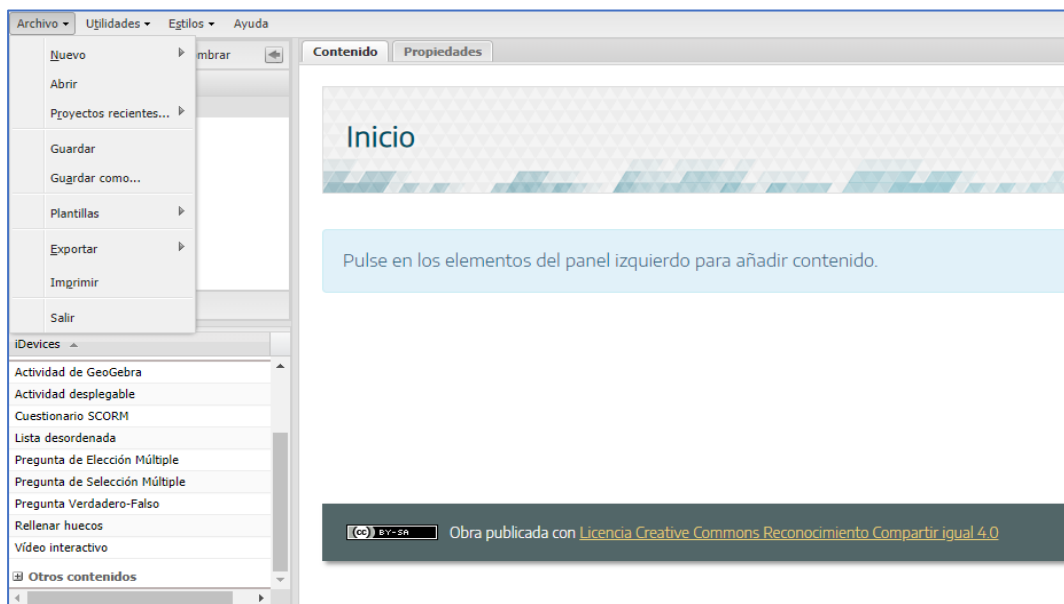 Archivo Utilidades Estilos Ayuda
Nuevo
Abrir
Proyectos recientes...
Guardar
Guardar como...
Plantillas
Exportar
Imprimir
Salir
mbrar
iDevices
Actividad de GeoGebra
Actividad desplegable
Cuestionario SCORM
Lista desordenada
Pregunta de Elección Múltiple
Pregunta de Selección Múltiple
Pregunta Verdadero-Falso
Rellenar huecos
Vídeo interactivo
Otros contenidos
Contenido Propiedades
Inicio
Pulse en los elementos del panel izquierdo para añadir contenido.
(cc) BY-SA Obra publicada con Licencia Creative Commons Reconocimiento Compartir igual 4.0